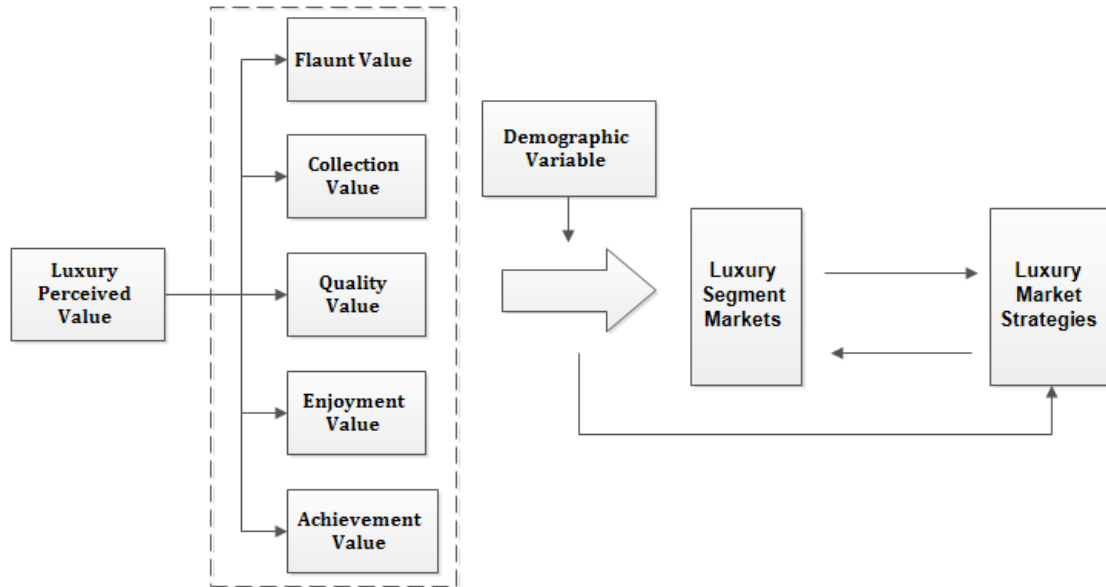 Flaunt Value
Collection
Value
Quality
Value
Enjoyment
Value
Achievement
Value
Luxury
Perceived
Value
Demographic
Variable
Luxury
Segment
Markets
Luxury
Market
Strategies